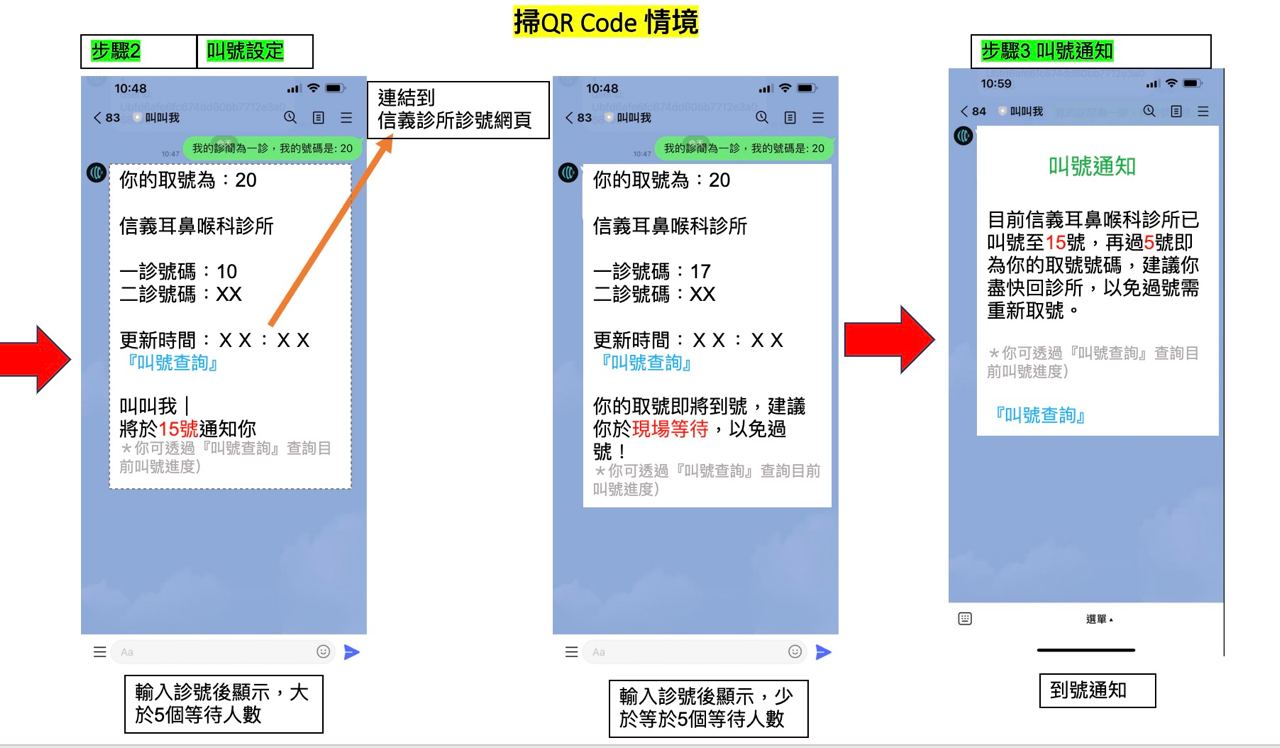 掃QR Code 情境
步驟2
叫號設定
10:48
83 叫叫我
10:47
我的診間為一診，我的號碼是: 20
你的取號為：20
信義耳鼻喉科診所
一診號碼：10
二診號碼：XX
更新時間：ＸＸ：ＸＸ
『叫號查詢』
叫叫我｜
將於15號通知你
＊你可透過『叫號查詢』查詢目
前叫號進度）
Aa
輸入診號後顯示，大
於5個等待人數
連結到
信義診所診號網頁
10:48
83 叫叫我
10:47
我的診間為一診，我的號碼是: 20
你的取號為：20
信義耳鼻喉科診所
一診號碼：17
二診號碼：XX
更新時間：ＸＸ：ＸＸ
『叫號查詢』
你的取號即將到號，建議
你於現場等待，以免過
號！
＊你可透過『叫號查詢』查詢目前
叫號進度）
Aa
輸入診號後顯示，少
於等於5個等待人數
步驟3 叫號通知
10:59
84 叫叫我
叫號通知
目前信義耳鼻喉科診所已
叫號至15號，再過5號即
為你的取號號碼，建議你
盡快回診所，以免過號需
重新取號。
＊你可透過『叫號查詢』查詢目
前叫號進度）
『叫號查詢』
選單▴
到號通知